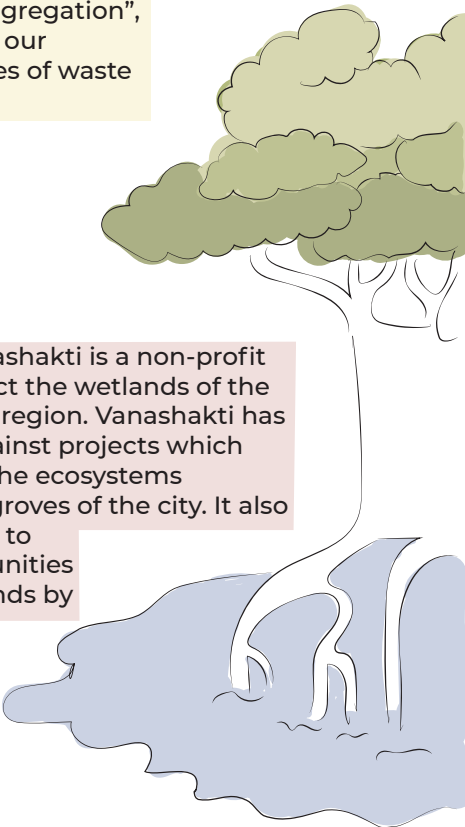 gregation”,
our
es of waste
ashakti is a non-profit
ct the wetlands of the
region. Vanashakti has
ainst projects which
he ecosystems
groves of the city. It also
to
unities
nds by